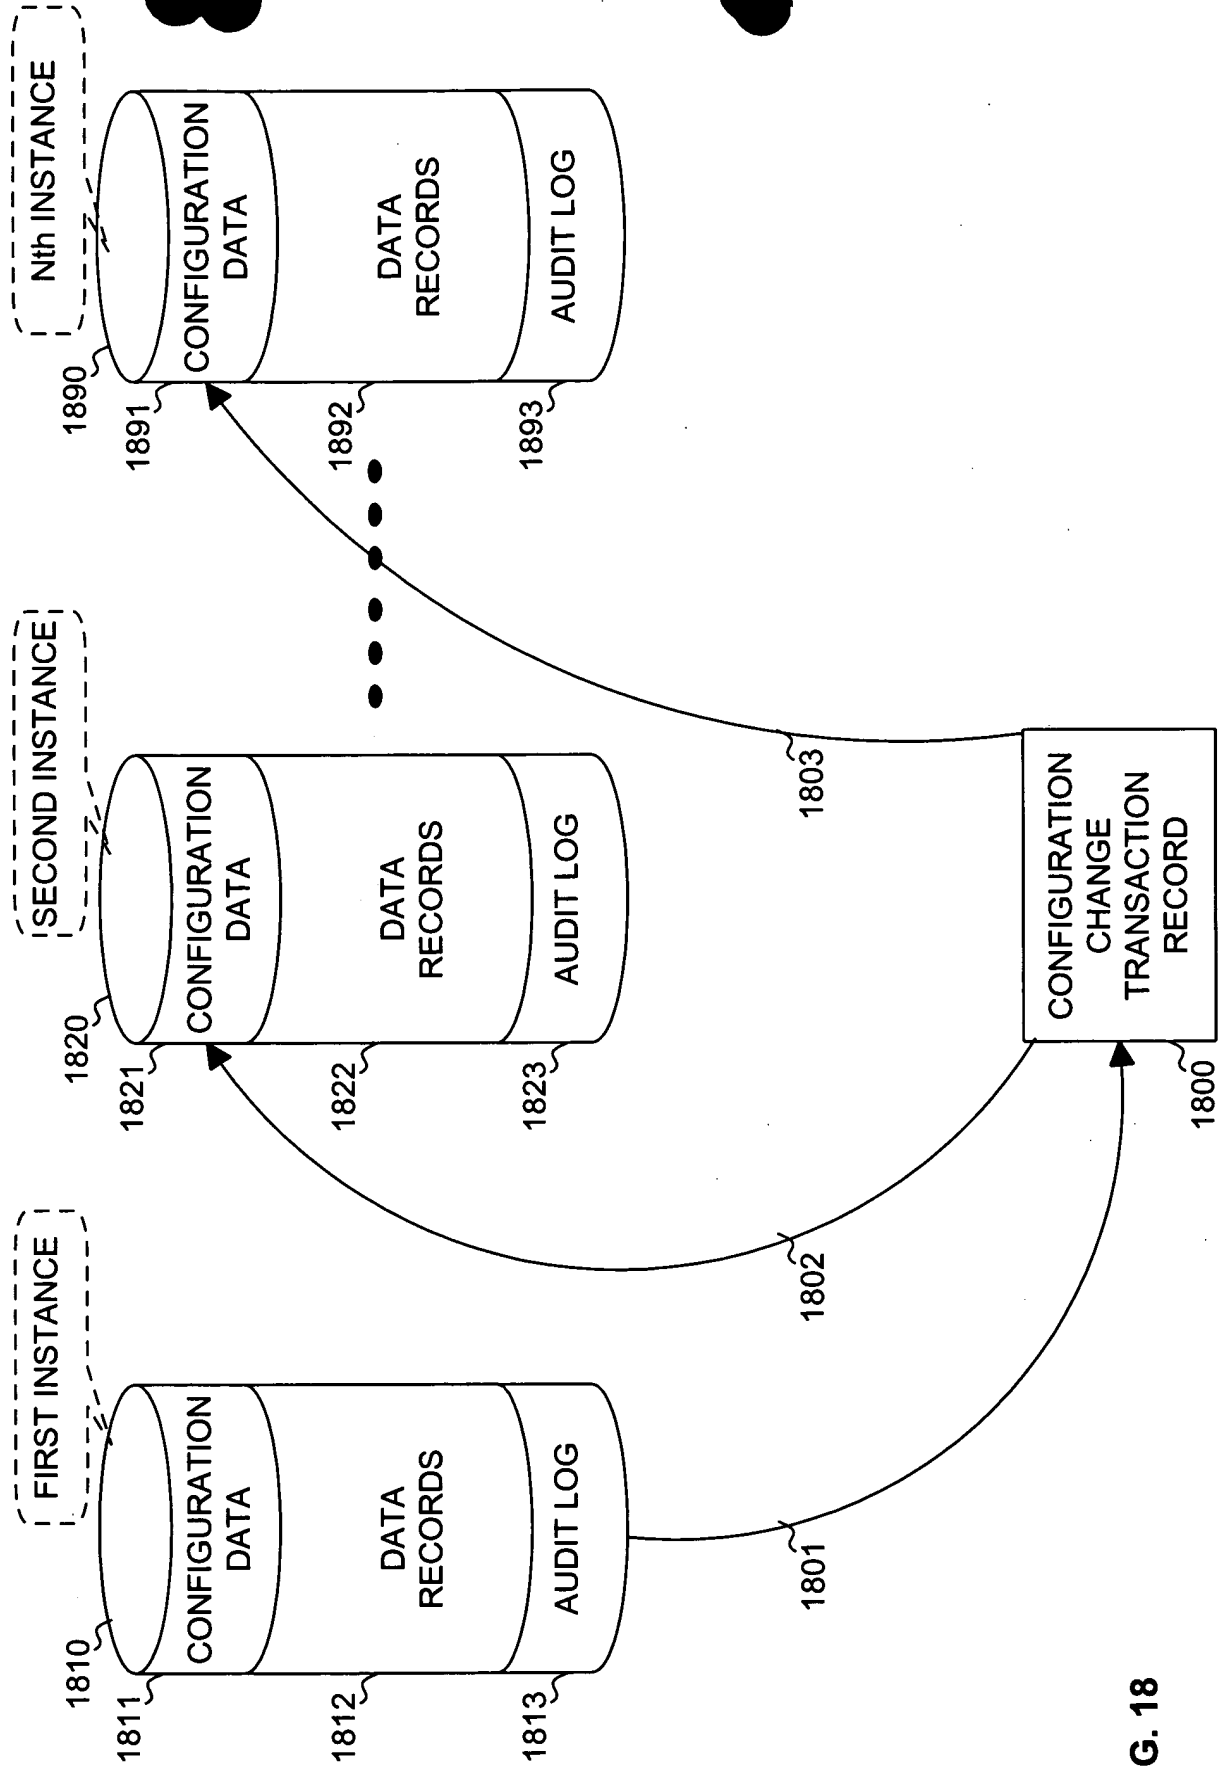 FIRST INSTANCE
1810
1811
CONFIGURATION
DATA
1812
DATA
RECORDS
1813
AUDIT LOG
SECOND INSTANCE
1820
1821
CONFIGURATION
DATA
1822
DATA
RECORDS
1823
AUDIT LOG
Nth INSTANCE
1890
1891
CONFIGURATION
DATA
1892
DATA
RECORDS
1893
AUDIT LOG
1801
1802
1803
CONFIGURATION
CHANGE
TRANSACTION
RECORD
1800
G. 18